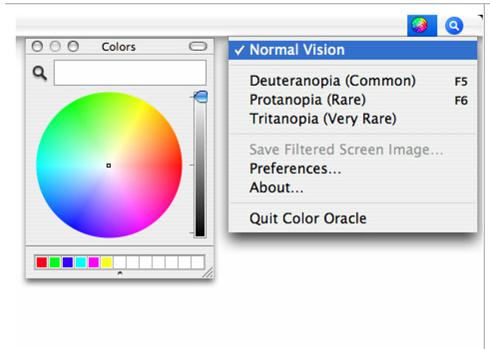 Colors
✓ Normal Vision
Deuteranopia (Common) F5
Protanopia (Rare) F6
Tritanopia (Very Rare)
Save Filtered Screen Image...
Preferences...
About...
Quit Color Oracle